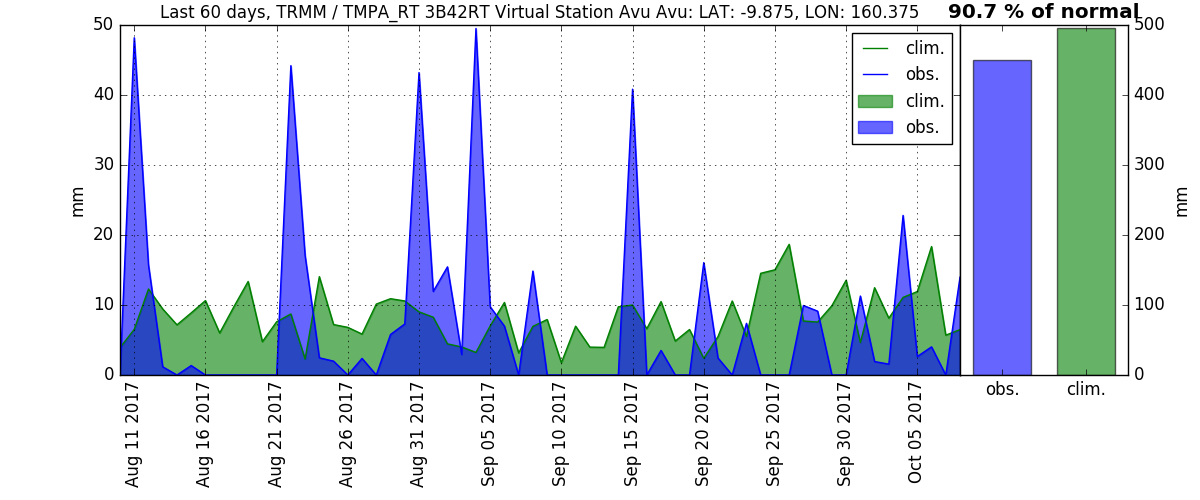 Last 60 days, TRMM / TMPA_RT 3B42RT Virtual Station Avu Avu: LAT: -9.875, LON: 160.375
90.7 % of normal
50
40
30
20
10
0
mm
clim.
obs.
clim.
obs.
500
400
300
200
100
0
mm
Aug 11 2017
Aug 16 2017
Aug 21 2017
Aug 26 2017
Aug 31 2017
Sep 05 2017
Sep 10 2017
Sep 15 2017
Sep 20 2017
Sep 25 2017
Sep 30 2017
Oct 05 2017
obs.
clim.